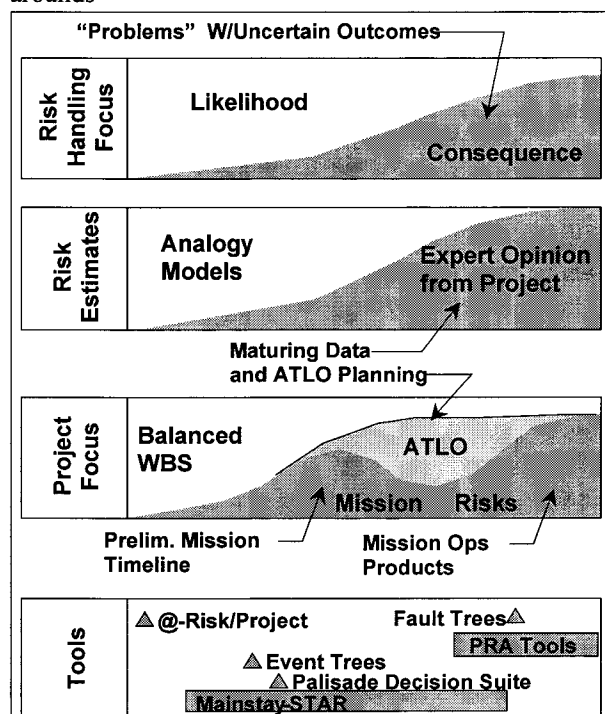 arounds
“Problems” W/Uncertain Outcomes
Risk
Handling
Focus
Likelihood
Consequence
Risk
Estimates
Analogy
Models
Expert Opinion
from Project
Maturing Data
and ATLO Planning
Project
Focus
Balanced
WBS
ATLO
Mission Risks
Prelim. Mission
Timeline
Mission Ops
Products
Tools
@-Risk/Project
Fault Trees
PRA Tools
Event Trees
Palisade Decision Suite
Mainstay-STAR